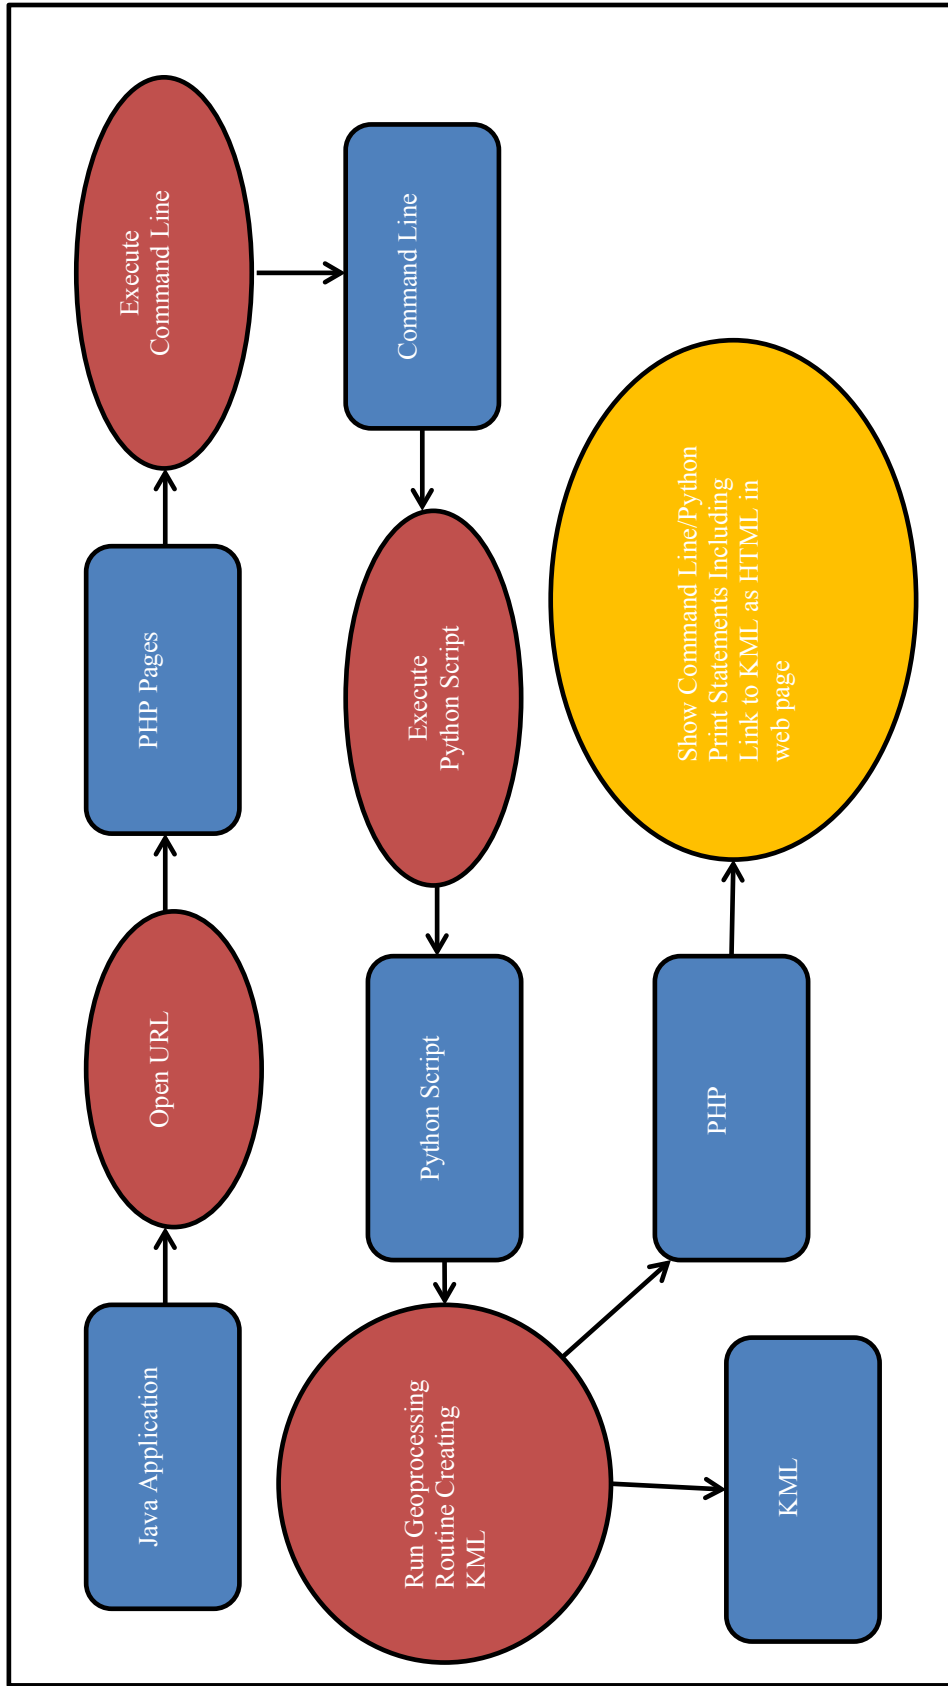 Java Application
Open URL
PHP Pages
Execute
Command Line
Command Line
Execute
Python Script
Python Script
Run Geoprocessing
Routine Creating
KML
KML
PHP
Show Command Line/Python
Print Statements Including
Link to KML as HTML in
web page